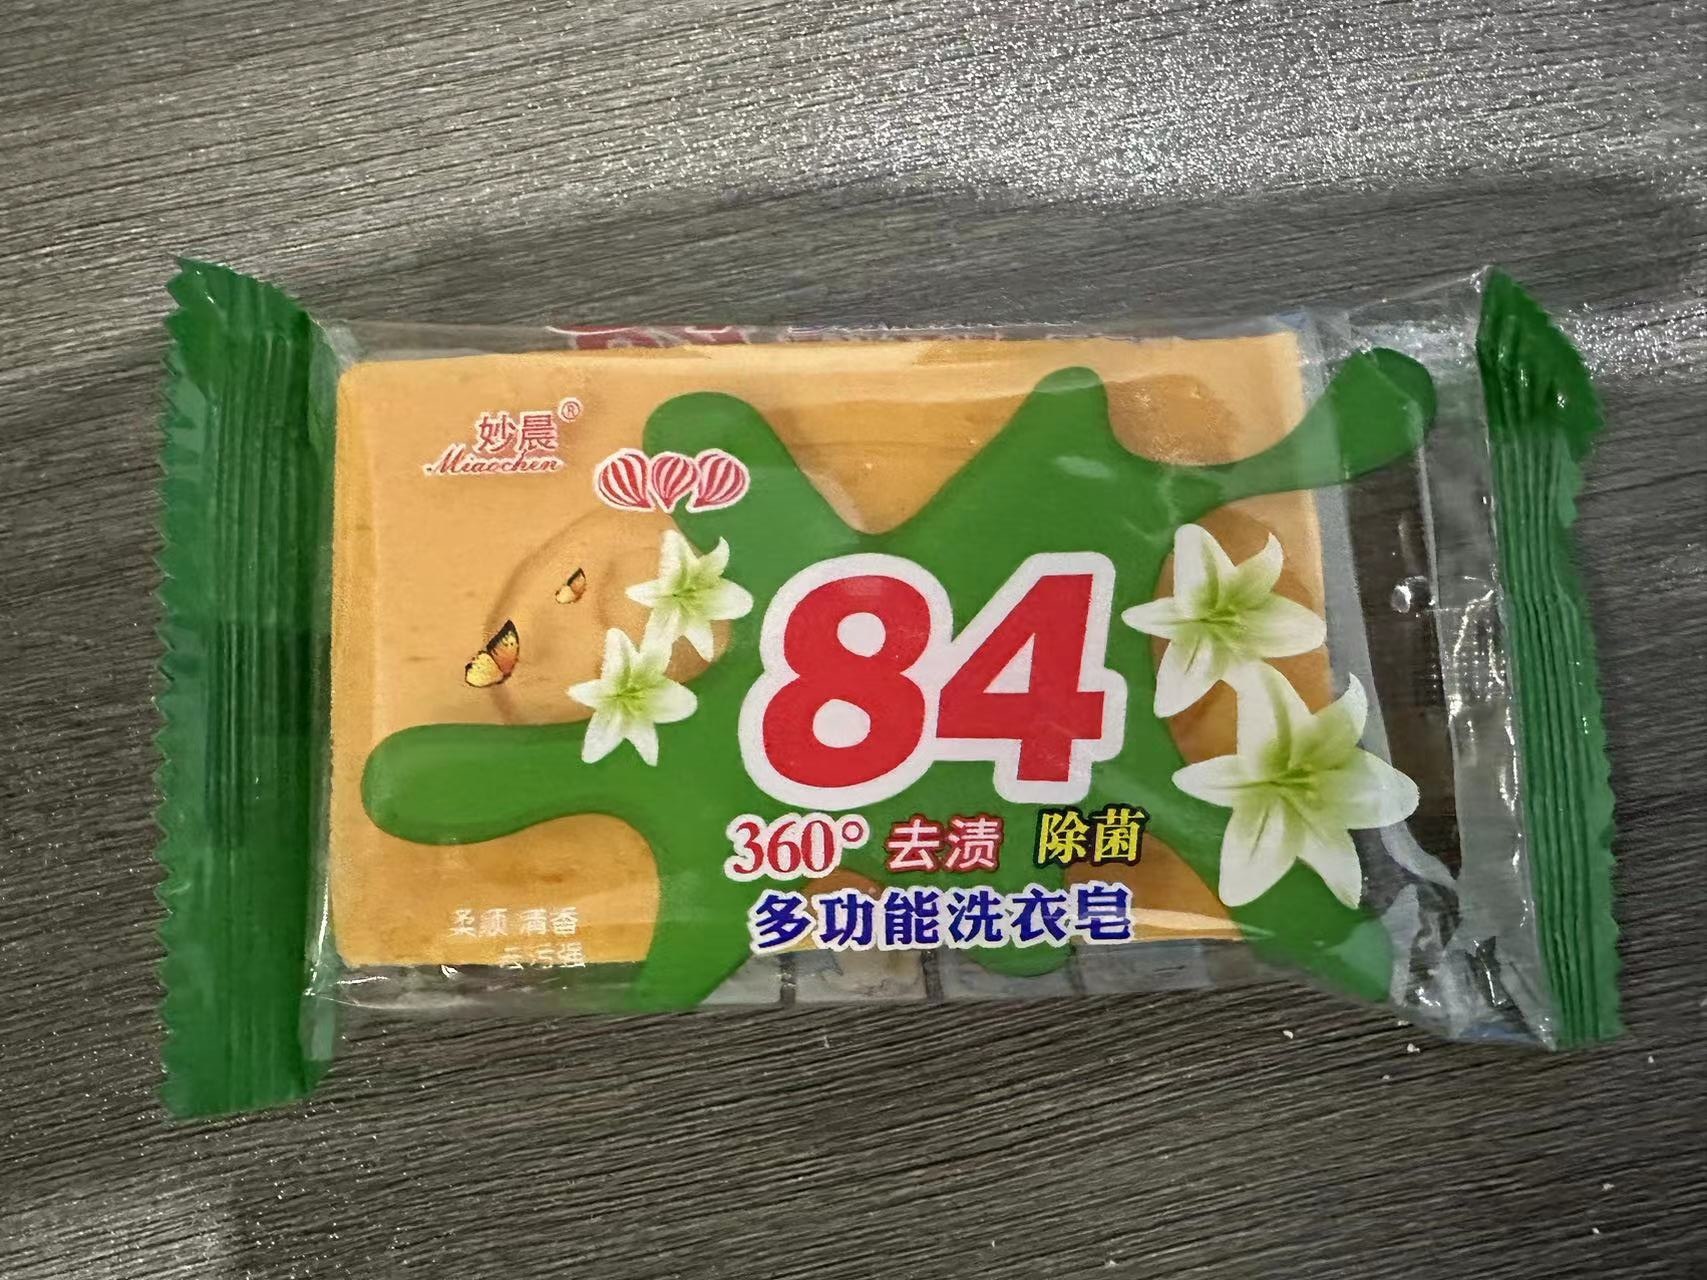 妙晨®
Miaochen
84
360° 去渍 除菌
多功能洗衣皂
柔顺 清香
去污强